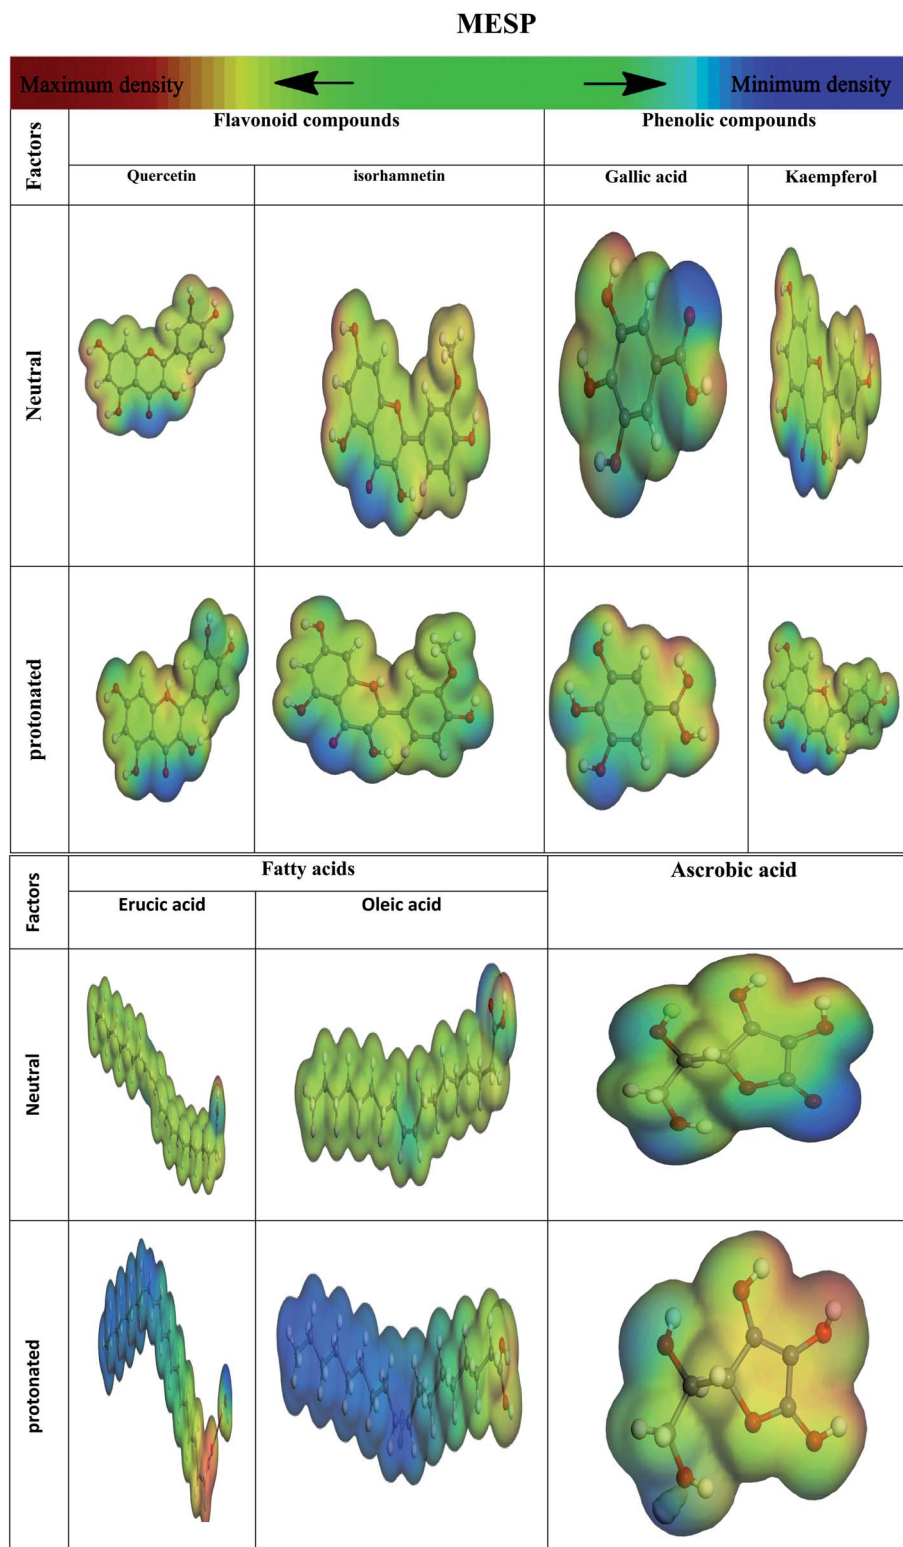 MESP
Maximum density Minimum density
Factors Flavonoid compounds Phenolic compounds
Quercetin isorhamnetin Gallic acid Kaempferol
Neutral
protonated
Factors Fatty acids Ascrobic acid
Erucic acid Oleic acid
Neutral
protonated